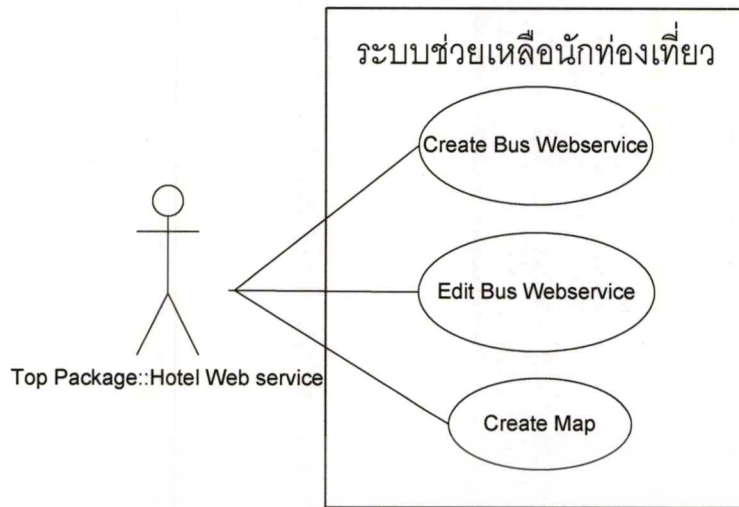 ระบบช่วยเหลือนักท่องเที่ยว
Create Bus Webservice
Edit Bus Webservice
Top Package::Hotel Web service
Create Map